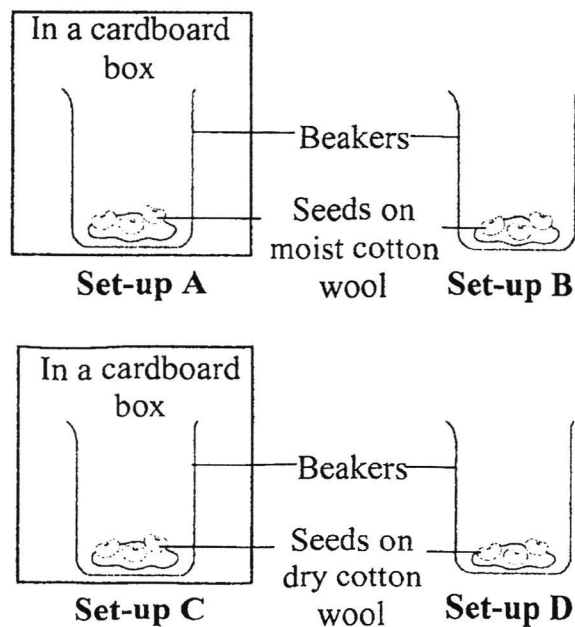 In a cardboard
box
Beakers
Seeds on
moist cotton
wool
Set-up A
Set-up B
In a cardboard
box
Beakers
Seeds on
dry cotton
wool
Set-up C
Set-up D